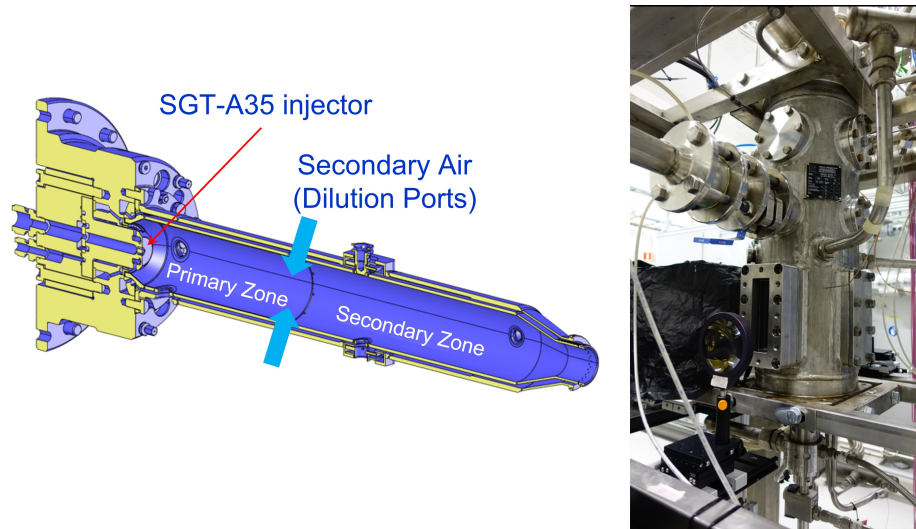 SGT-A35 injector
Secondary Air
(Dilution Ports)
Primary Zone
Secondary Zone